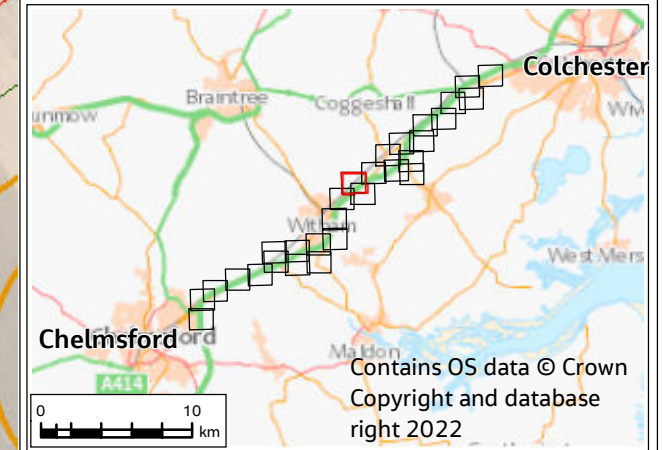 Colchester
Braintree
Coggeshall
unmow
Witham
West Mers
Chelmsford
Maldon
A414
Contains OS data © Crown
Copyright and database
right 2022
0 10
km